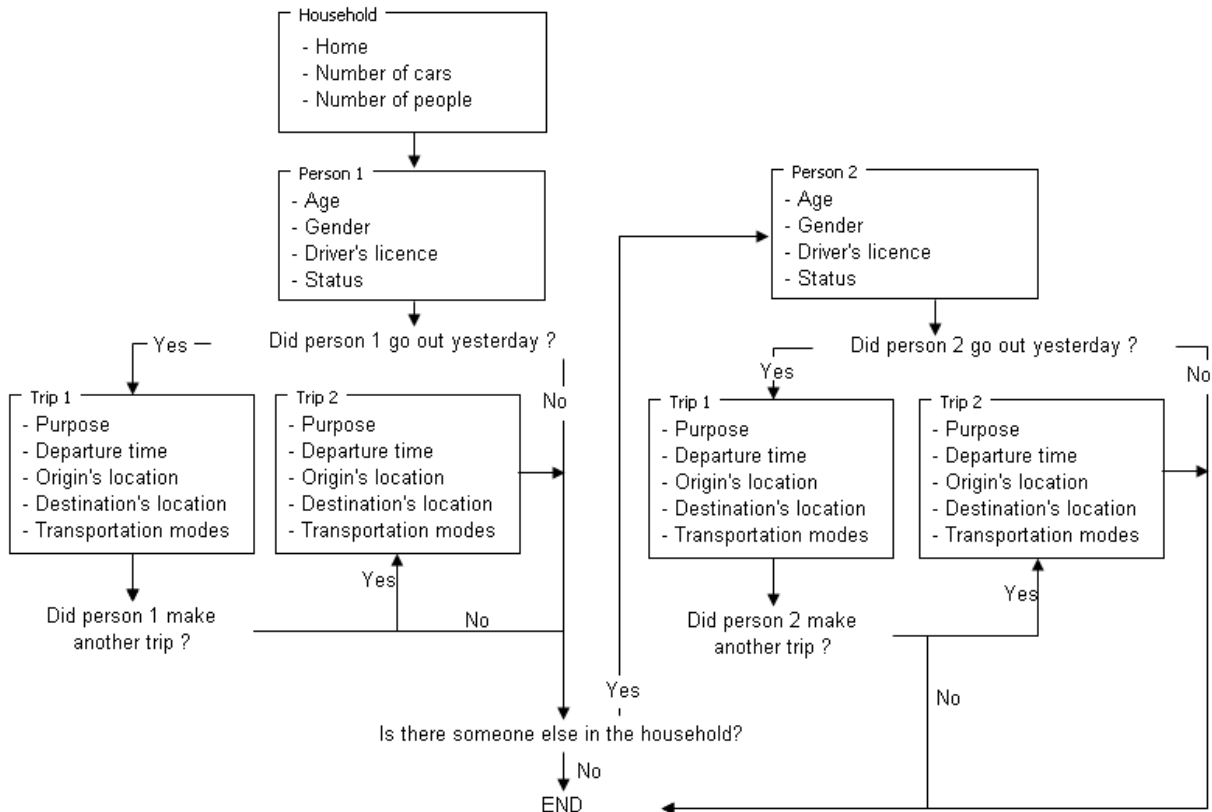 Household
- Home
- Number of cars
- Number of people
Person 1
- Age
- Gender
- Driver's licence
- Status
Did person 1 go out yesterday ?
Yes
No
Trip 1
- Purpose
- Departure time
- Origin's location
- Destination's location
- Transportation modes
Trip 2
- Purpose
- Departure time
- Origin's location
- Destination's location
- Transportation modes
Did person 1 make
another trip ?
Yes
No
Is there someone else in the household?
Yes
No
END
Person 2
- Age
- Gender
- Driver's licence
- Status
Did person 2 go out yesterday ?
Yes
No
Trip 1
- Purpose
- Departure time
- Origin's location
- Destination's location
- Transportation modes
Trip 2
- Purpose
- Departure time
- Origin's location
- Destination's location
- Transportation modes
Did person 2 make
another trip ?
Yes
No